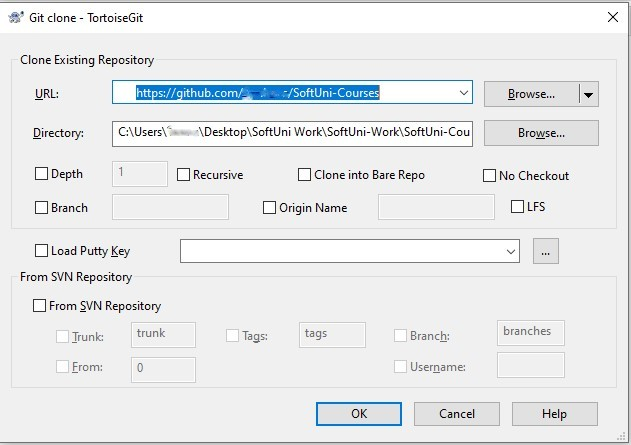 Git clone - TortoiseGit
Clone Existing Repository
URL: https://github.com/ /SoftUni-Courses Browse...
Directory: C:\Users\ \Desktop\SoftUni Work\SoftUni-Work\SoftUni-Cou Browse...
Depth 1 Recursive Clone into Bare Repo No Checkout
Branch Origin Name LFS
Load Putty Key ...
From SVN Repository
From SVN Repository
Trunk: trunk Tags: tags Branch: branches
From: 0 Username:
OK Cancel Help